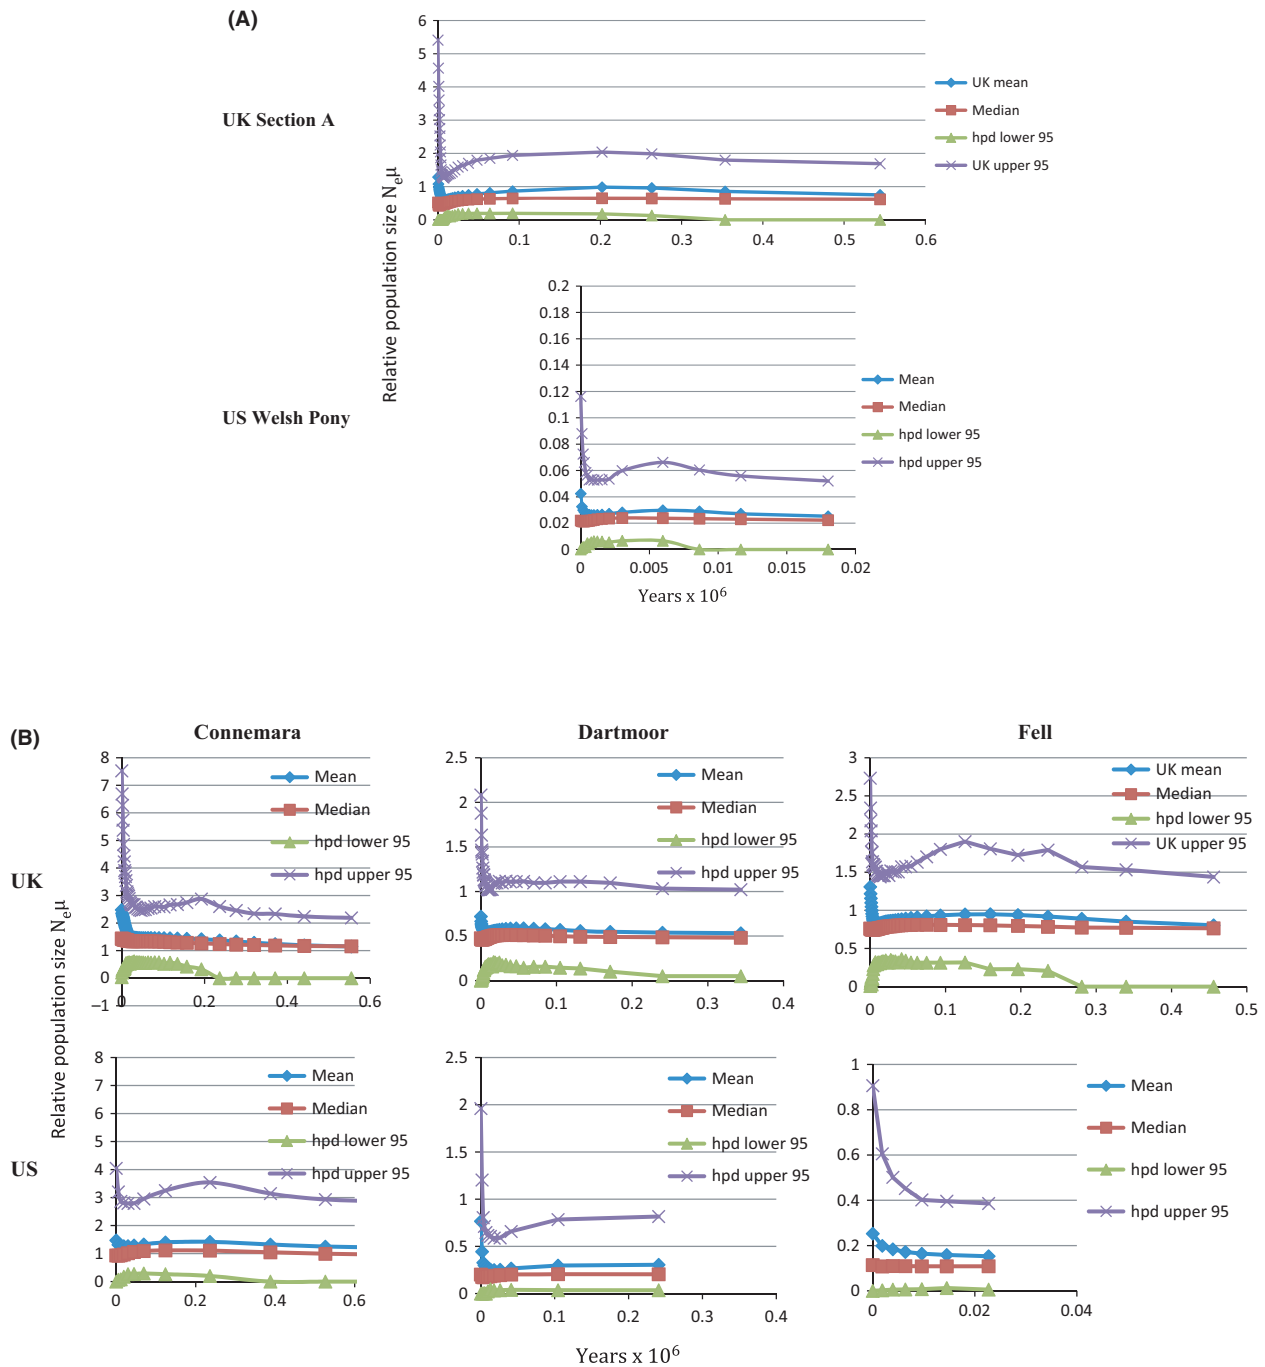 (A)
UK Section A
Relative population size Neμ
6
5
4
3
2
1
0
0 0.1 0.2 0.3 0.4 0.5 0.6
UK mean
Median
hpd lower 95
UK upper 95
US Welsh Pony
0.2
0.18
0.16
0.14
0.12
0.1
0.08
0.06
0.04
0.02
0
0 0.005 0.01 0.015 0.02
Mean
Median
hpd lower 95
hpd upper 95
Years x 10⁶
(B)
Connemara Dartmoor Fell
UK
Relative population size Neμ
8
7
6
5
4
3
2
1
0
−1
0 0.2 0.4 0.6
Mean
Median
hpd lower 95
hpd upper 95
2.5
2
1.5
1
0.5
0
0 0.1 0.2 0.3 0.4
Mean
Median
hpd lower 95
hpd upper 95
3
2.5
2
1.5
1
0.5
0
0 0.1 0.2 0.3 0.4 0.5
UK mean
Median
hpd lower 95
UK upper 95
US
8
7
6
5
4
3
2
1
0
0 0.2 0.4 0.6
Mean
Median
hpd lower 95
hpd upper 95
2.5
2
1.5
1
0.5
0
0 0.1 0.2 0.3 0.4
Mean
Median
hpd lower 95
hpd upper 95
1
0.8
0.6
0.4
0.2
0
0 0.02 0.04
Mean
Median
hpd lower 95
hpd upper 95
Years x 10⁶